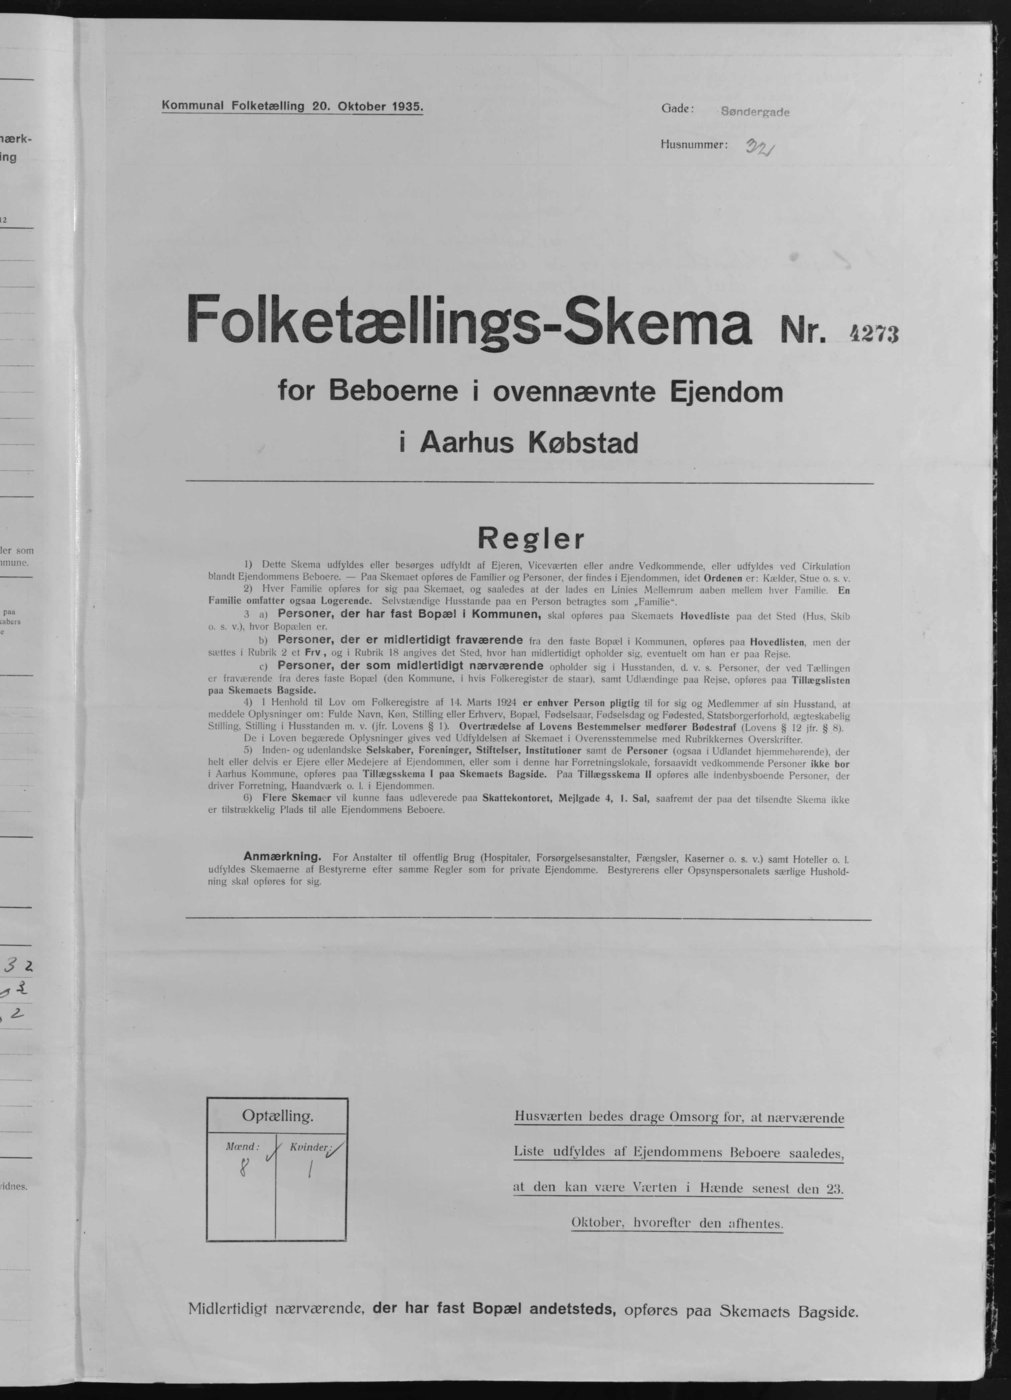 Kommunal Folketælling 20. Oktober 1935.
Gade: Søndergade
Husnummer: 32
Folketællings-Skema Nr. 4273
for Beboerne i ovennævnte Ejendom
i Aarhus Købstad
Regler
1) Dette Skema udfyldes eller besørges udfyldt af Ejeren, Viceværten eller andre Vedkommende, eller udfyldes ved Cirkulation
blandt Ejendommens Beboere. — Paa Skemaet opføres de Familier og Personer, der findes i Ejendommen, idet Ordenen er: Kælder, Stue o. s. v.
2) Hver Familie opføres for sig paa Skemaet, og saaledes at der lades en Linies Mellemrum aaben mellem hver Familie. En
Familie omfatter ogsaa Logerende. Selvstændige Husstande paa en Person betragtes som „Familie“.
3 a) Personer, der har fast Bopæl i Kommunen, skal opføres paa Skemaets Hovedliste paa det Sted (Hus, Skib
o. s. v.), hvor Bopælen er.
b) Personer, der er midlertidigt fraværende fra den faste Bopæl i Kommunen, opføres paa Hovedlisten, men der
sættes i Rubrik 2 et Frv , og i Rubrik 18 angives det Sted, hvor han midlertidigt opholder sig, eventuelt om han er paa Rejse.
c) Personer, der som midlertidigt nærværende opholder sig i Husstanden, d. v. s. Personer, der ved Tællingen
er fraværende fra deres faste Bopæl (den Kommune, i hvis Folkeregister de staar), samt Udlændinge paa Rejse, opføres paa Tillægslisten
paa Skemaets Bagside.
4) I Henhold til Lov om Folkeregistre af 14. Marts 1924 er enhver Person pligtig til for sig og Medlemmer af sin Husstand, at
meddele Oplysninger om: Fulde Navn, Køn, Stilling eller Erhverv, Bopæl, Fødselsaar, Fødselsdag og Fødested, Statsborgerforhold, ægteskabelig
Stilling, Stilling i Husstanden m. v. (jfr. Lovens § 1). Overtrædelse af Lovens Bestemmelser medfører Bødestraf (Lovens § 12 jfr. § 8).
De i Loven begærede Oplysninger gives ved Udfyldelsen af Skemaet i Overensstemmelse med Rubrikkernes Overskrifter.
5) Inden- og udenlandske Selskaber, Foreninger, Stiftelser, Institutioner samt de Personer (ogsaa i Udlandet hjemmehørende), der
helt eller delvis er Ejere eller Medejere af Ejendommen, eller som i denne har Forretningslokale, forsaavidt vedkommende Personer ikke bor
i Aarhus Kommune, opføres paa Tillægsskema I paa Skemaets Bagside. Paa Tillægsskema II opføres alle indenbysboende Personer, der
driver Forretning, Haandværk o. l. i Ejendommen.
6) Flere Skemaer vil kunne faas udleverede paa Skattekontoret, Mejlgade 4, 1. Sal, saafremt der paa det tilsendte Skema ikke
er tilstrækkelig Plads til alle Ejendommens Beboere.
Anmærkning. For Anstalter til offentlig Brug (Hospitaler, Forsørgelsesanstalter, Fængsler, Kaserner o. s. v.) samt Hoteller o. l.
udfyldes Skemaerne af Bestyrerne efter samme Regler som for private Ejendomme. Bestyrerens eller Opsynspersonalets særlige Hushold-
ning skal opføres for sig.
Optælling.
Mænd: Kvinder:
8 1
Husværten bedes drage Omsorg for, at nærværende
Liste udfyldes af Ejendommens Beboere saaledes,
at den kan være Værten i Hænde senest den 23.
Oktober, hvorefter den afhentes.
Midlertidigt nærværende, der har fast Bopæl andetsteds, opføres paa Skemaets Bagside.